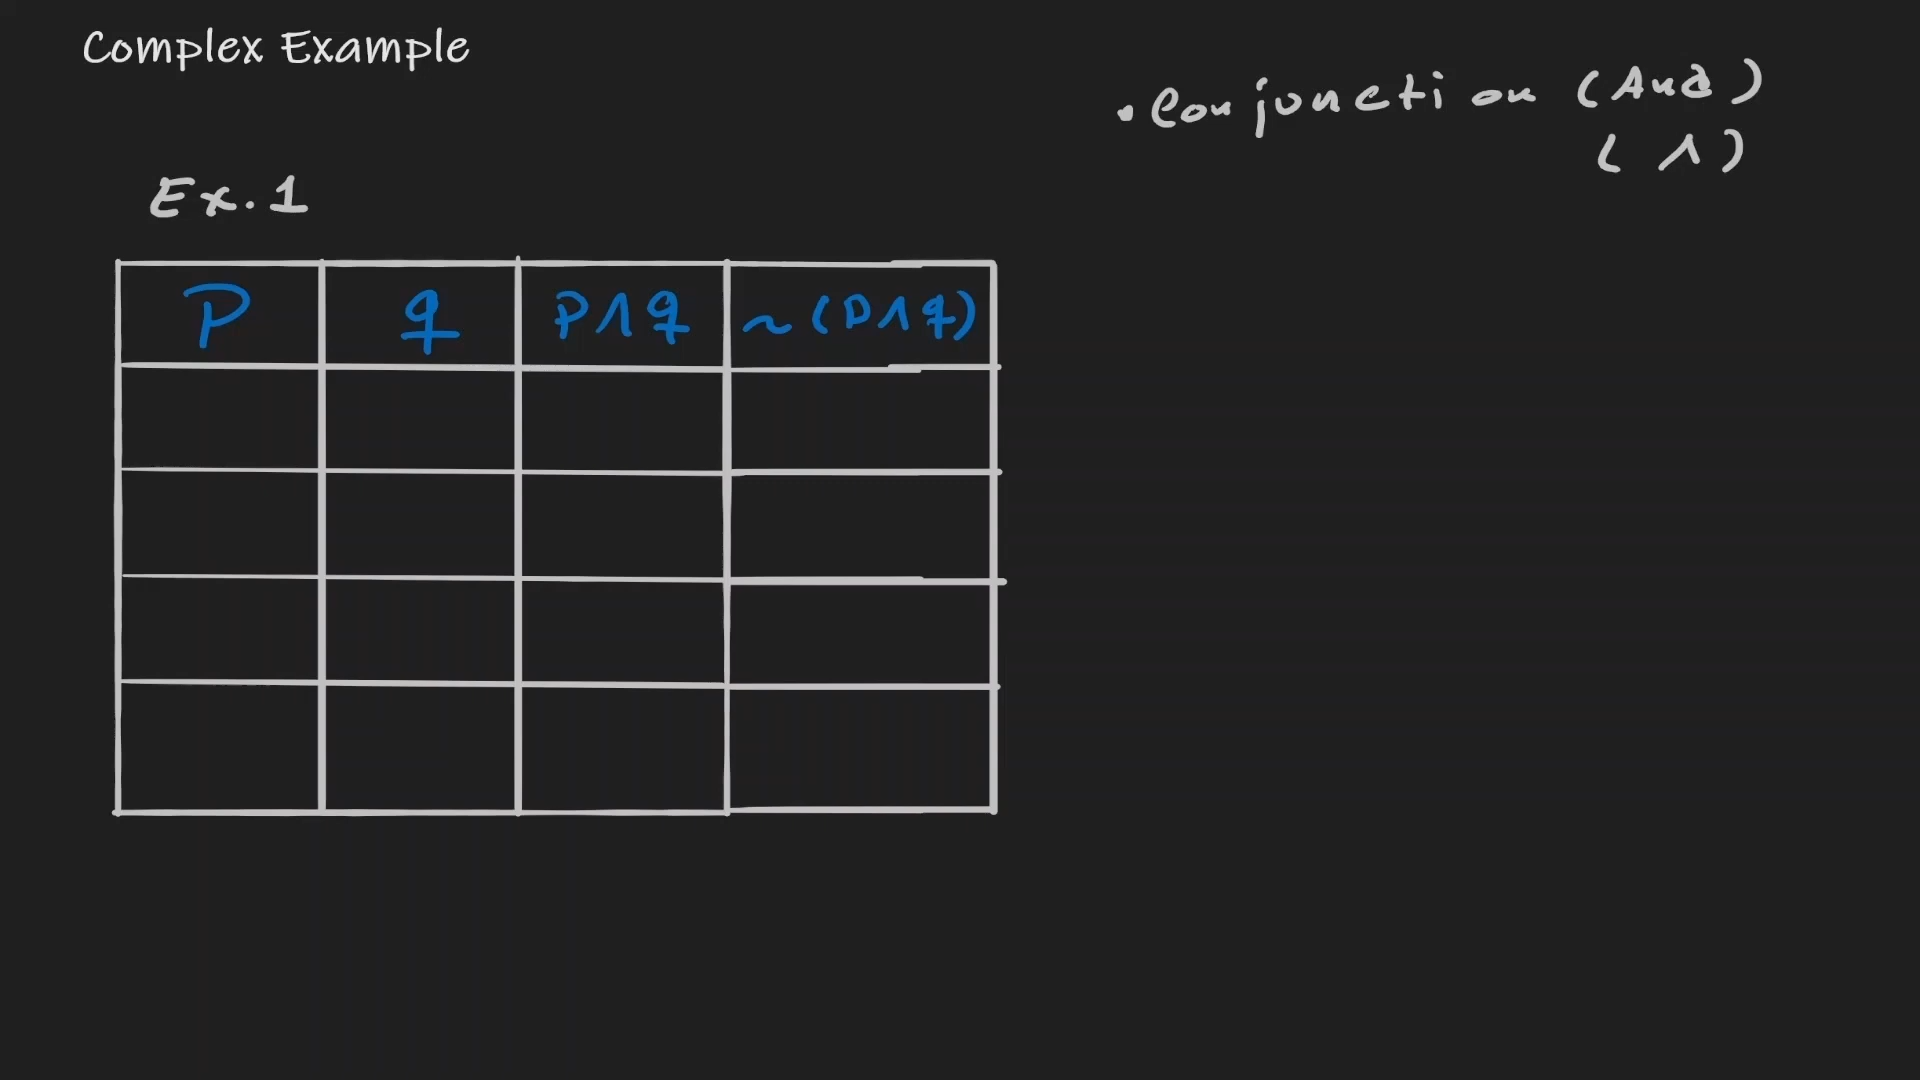 Complex Example
• Conjunction (And)
(∧)
Ex.1
P q P∧q ~(P∧q)